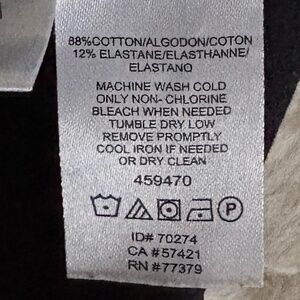 88%COTTON/ALGODON/COTON
12% ELASTANE/ELASTHANNE/
ELASTANO
MACHINE WASH COLD
ONLY NON- CHLORINE
BLEACH WHEN NEEDED
TUMBLE DRY LOW
REMOVE PROMPTLY
COOL IRON IF NEEDED
OR DRY CLEAN
459470
P
ID# 70274
CA # 57421
RN #77379